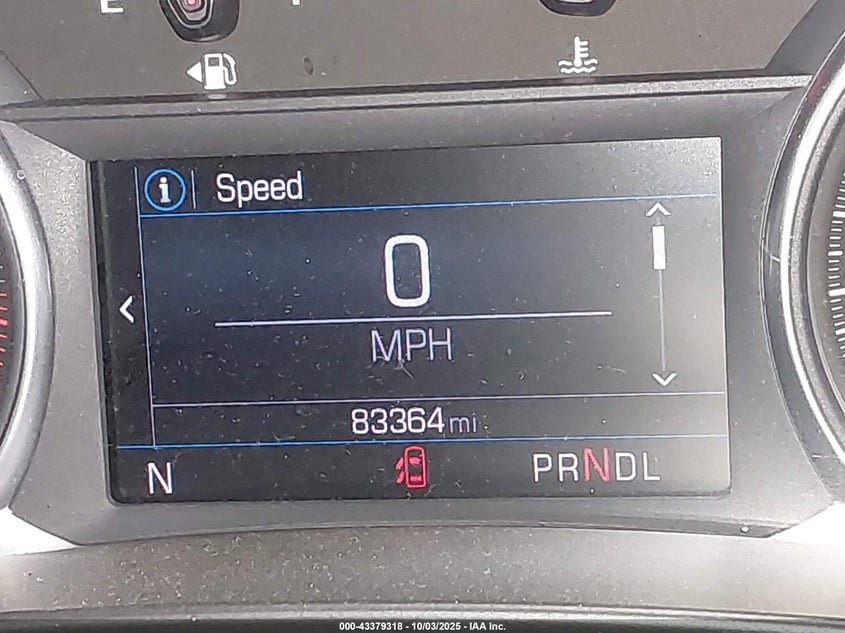 E
Speed
0
MPH
83364 mi
N
PRNDL
000-43379318 - 10/03/2025 - IAA Inc.